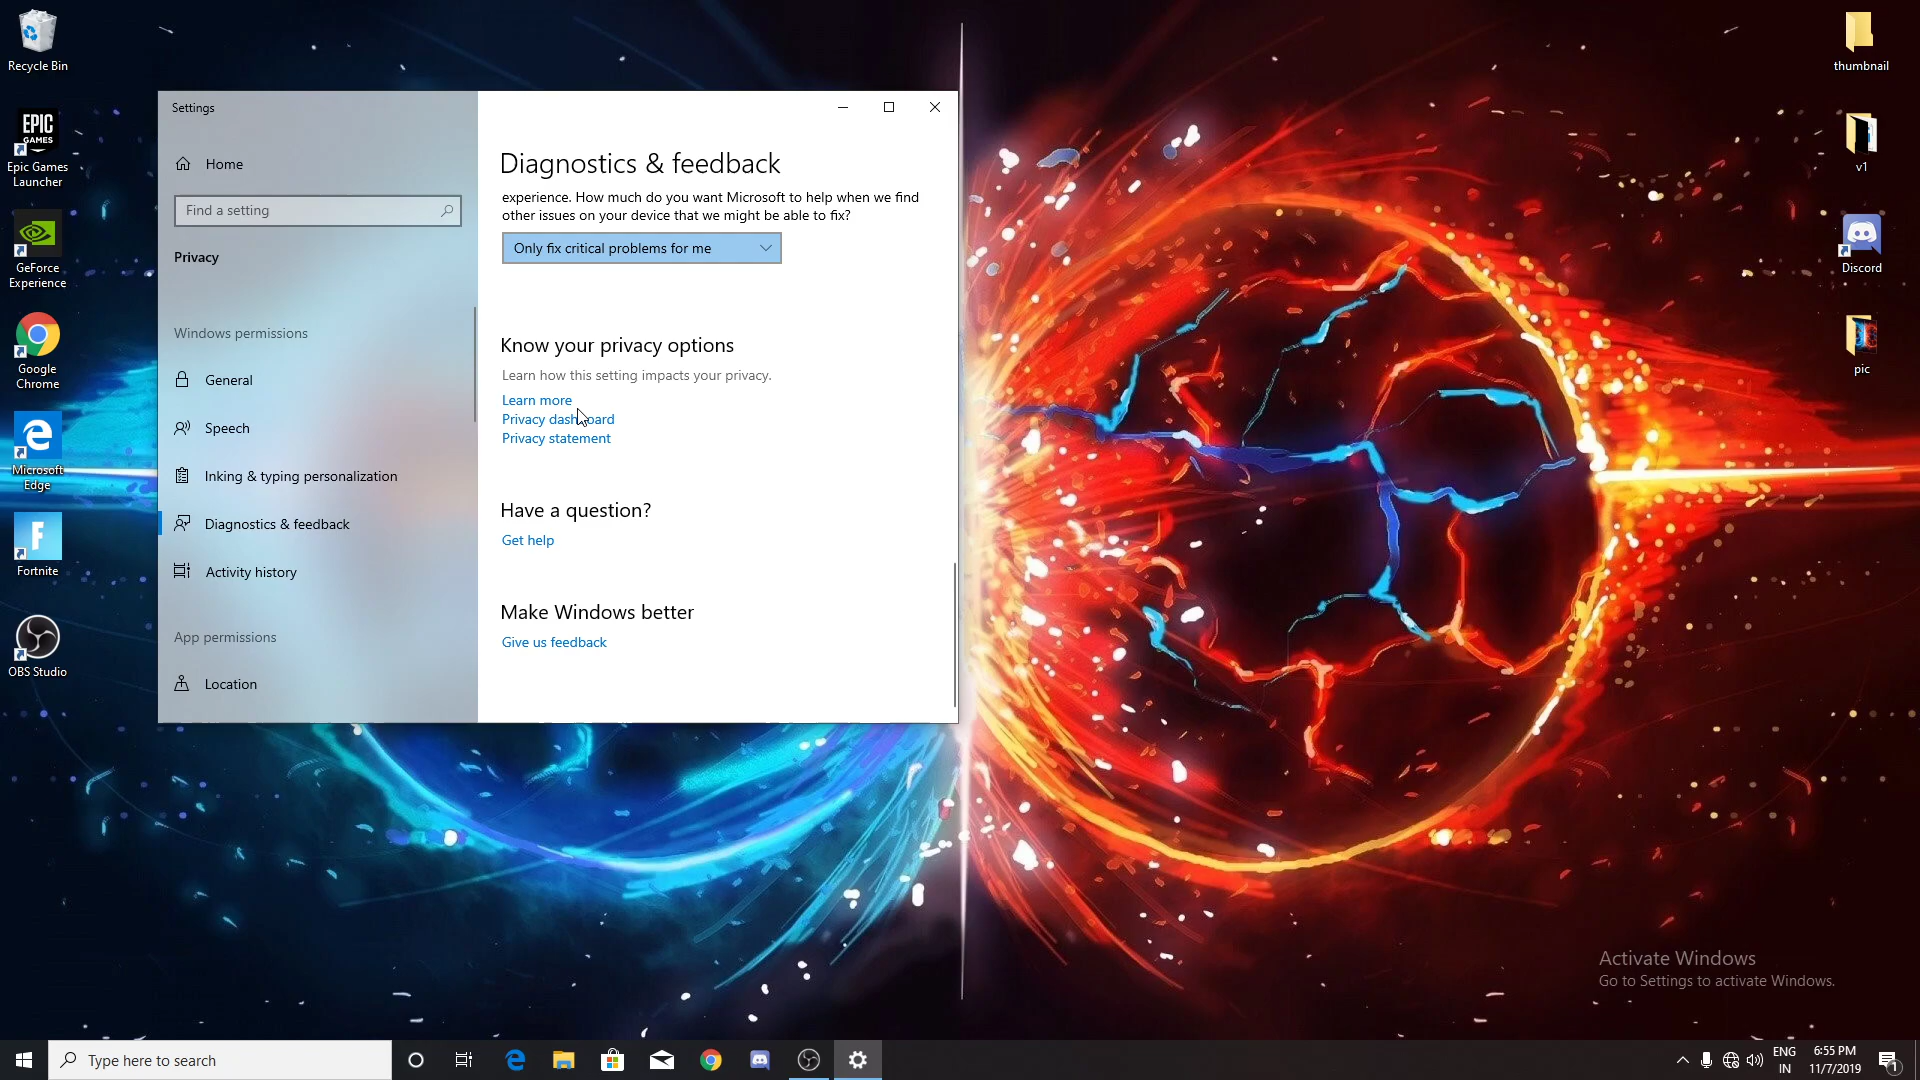 Recycle Bin
EPIC
GAMES
Epic Games
Launcher
GeForce
Experience
Google
Chrome
Microsoft
Edge
F
Fortnite
OBS Studio
Settings
Home
Find a setting
Privacy
Windows permissions
General
Speech
Inking & typing personalization
Diagnostics & feedback
Activity history
App permissions
Location
Diagnostics & feedback
experience. How much do you want Microsoft to help when we find
other issues on your device that we might be able to fix?
Only fix critical problems for me
Know your privacy options
Learn how this setting impacts your privacy.
Learn more
Privacy dashboard
Privacy statement
Have a question?
Get help
Make Windows better
Give us feedback
thumbnail
v1
Discord
pic
Activate Windows
Go to Settings to activate Windows.
Type here to search
ENG
IN
6:55 PM
11/7/2019
1